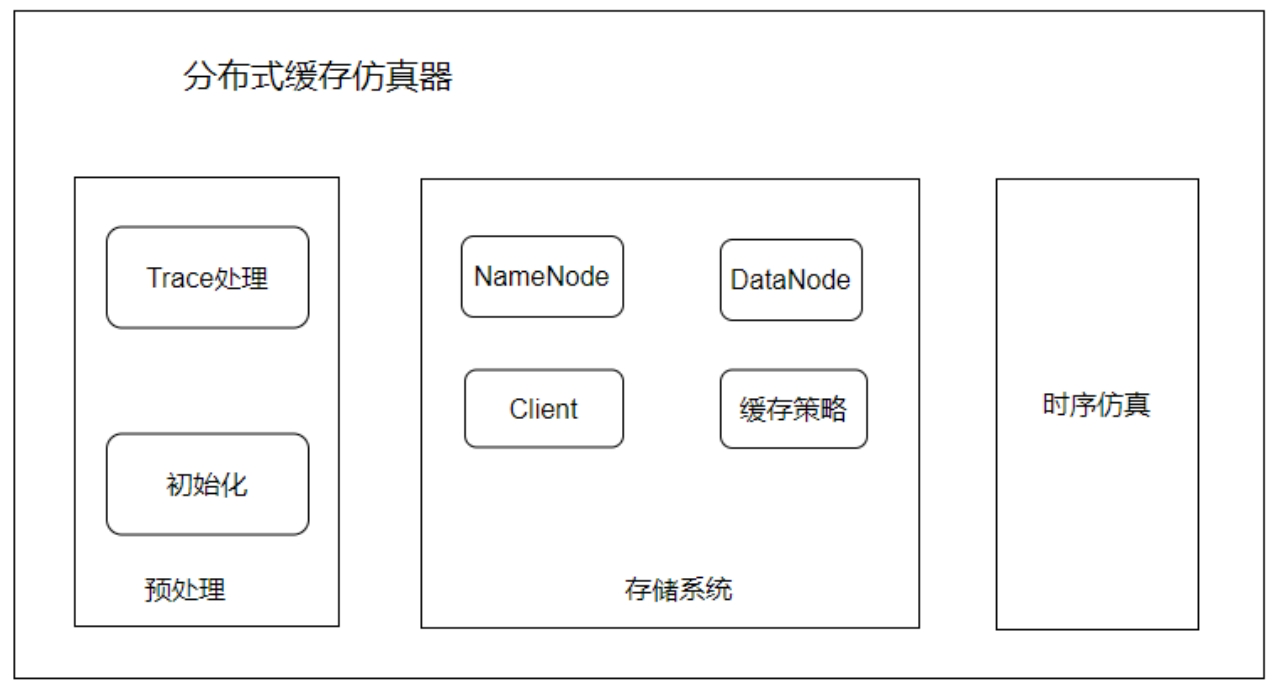 分布式缓存仿真器
Trace处理
初始化
预处理
NameNode
DataNode
Client
缓存策略
存储系统
时序仿真